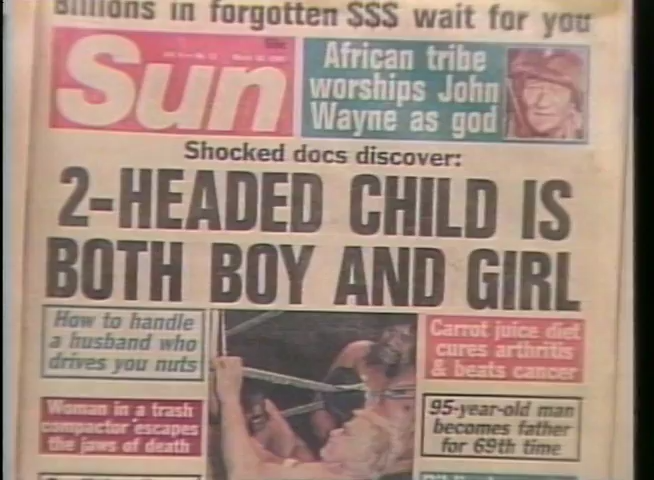 Billions in forgotten $$$ wait for you
Sun
African tribe
worships John
Wayne as god
Shocked docs discover:
2-HEADED CHILD IS
BOTH BOY AND GIRL
How to handle
a husband who
drives you nuts
Carrot juice diet
cures arthritis
& beats cancer
Woman in a trash
compactor escapes
the jaws of death
95-year-old man
becomes father
for 69th time